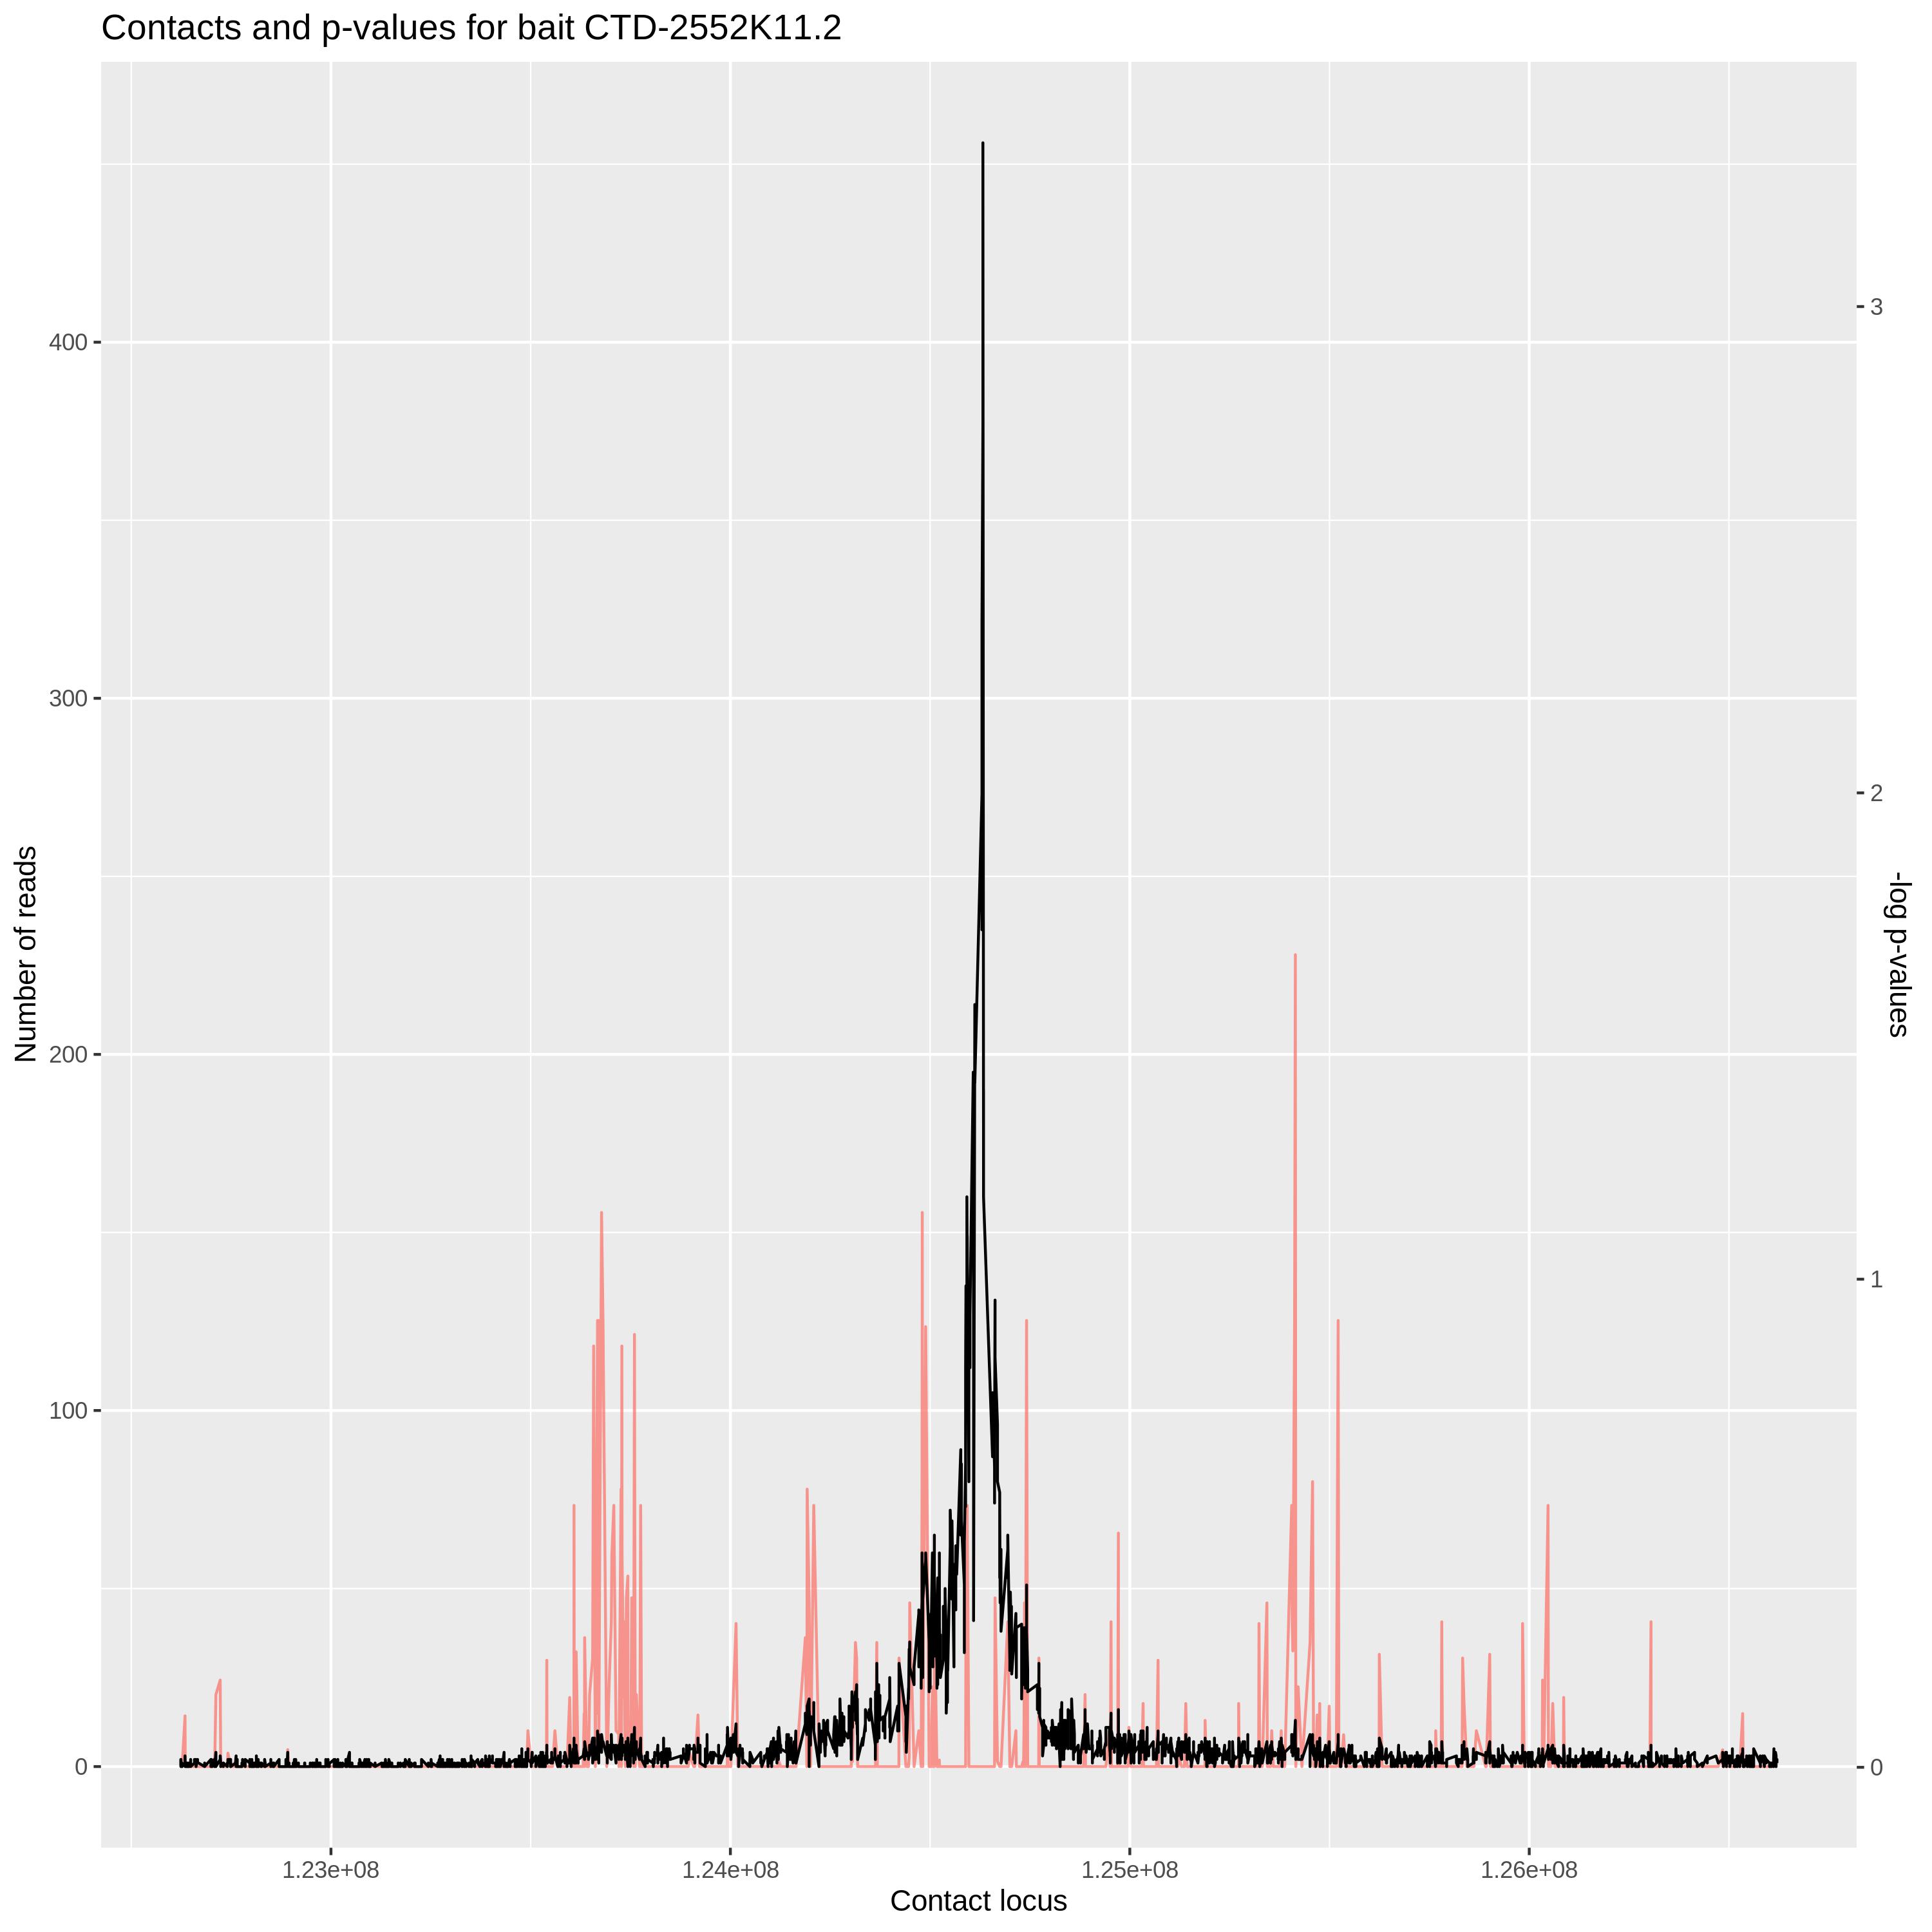 Contacts and p-values for bait CTD-2552K11.2
Number of reads
400
300
200
100
0
3
2
1
0
-log p-values
1.23e+08
1.24e+08
1.25e+08
1.26e+08
Contact locus